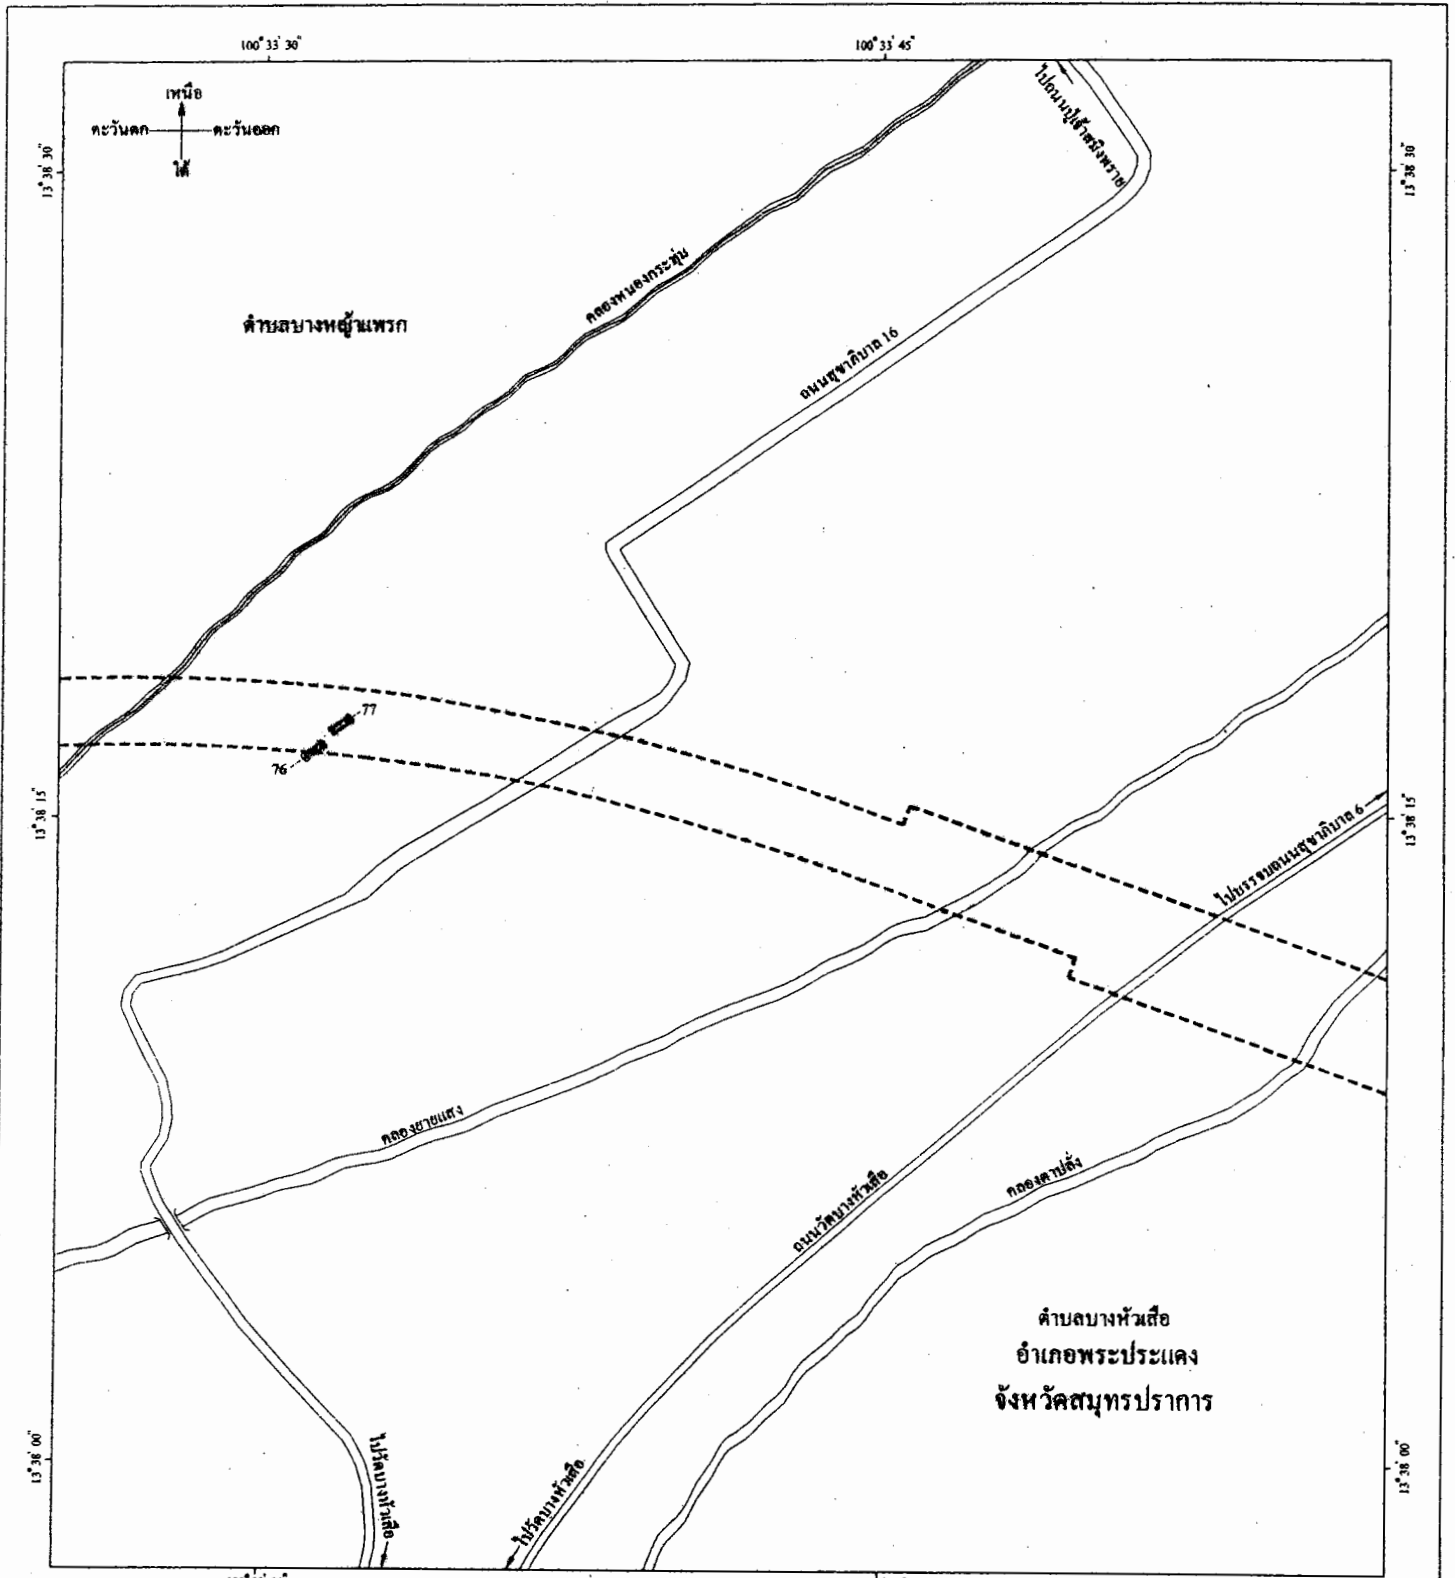 100° 33' 30"
100° 33' 45"
เหนือ
ตะวันตก
ตะวันออก
ใต้
13° 38' 30"
13° 38' 30"
ไปถนนปู่เจ้าสมิงพราย
คลองหนองกระทุ่ม
ตำบลบางหญ้าแพรก
ถนนสุขาภิบาล 16
77
76
13° 38' 15"
13° 38' 15"
ไปบรรจบถนนสุขาภิบาล 6
คลองยายแสง
ถนนวัดบางหัวเสือ
คลองตาปลั่ง
ตำบลบางหัวเสือ
อำเภอพระประแดง
จังหวัดสมุทรปราการ
13° 38' 00"
13° 38' 00"
ไปวัดบางหัวเสือ
ไปวัดบางหัวเสือ